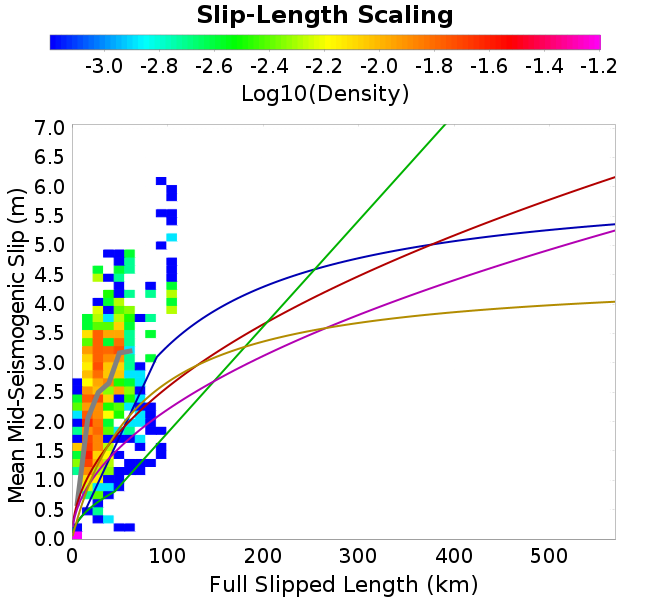 Slip-Length Scaling
-3.0 -2.8 -2.6 -2.4 -2.2 -2.0 -1.8 -1.6 -1.4 -1.2
Log10(Density)
7.0
6.5
6.0
5.5
5.0
4.5
4.0
3.5
3.0
2.5
2.0
1.5
1.0
0.5
0.0
Mean Mid-Seismogenic Slip (m)
0 100 200 300 400 500
Full Slipped Length (km)